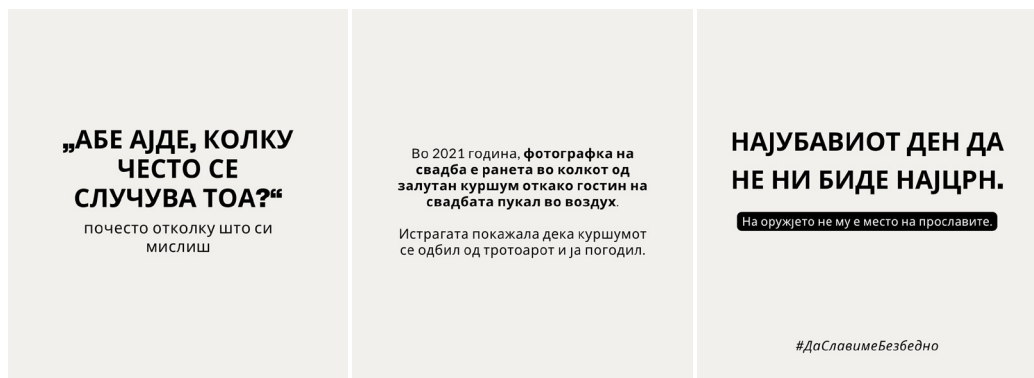 „АБЕ АЈДЕ, КОЛКУ
ЧЕСТО СЕ
СЛУЧУВА ТОА?“
почесто отколку што си
мислиш
Во 2021 година, фотографка на
свадба е ранета во колкот од
залутан куршум откако гостин на
свадбата пукал во воздух.
Истрагата покажала дека куршумот
се одбил од тротоарот и ја погодил.
НАЈУБАВИОТ ДЕН ДА
НЕ НИ БИДЕ НАЈЦРН.
На оружјето не му е место на прославите.
#ДаСлавимеБезбедно